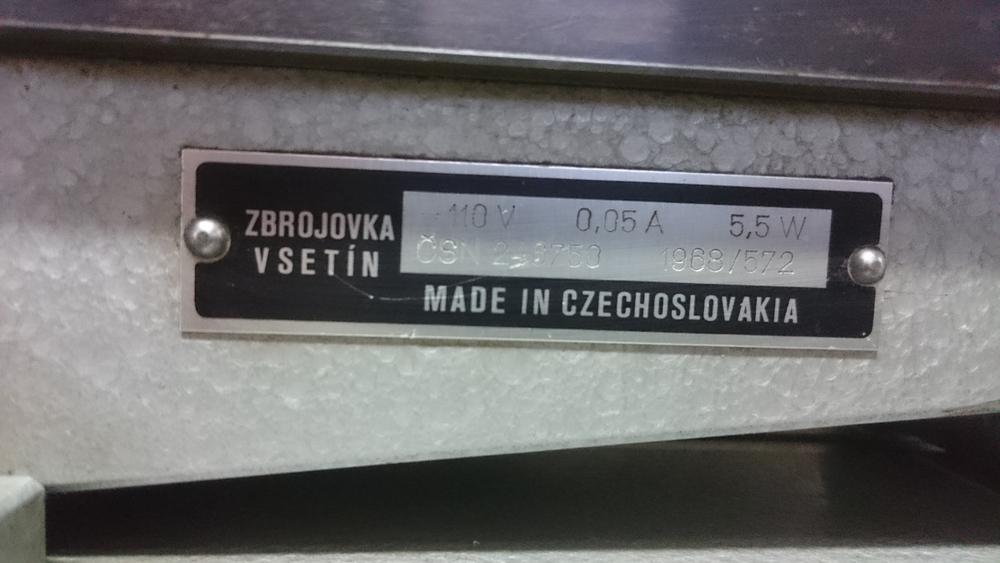 ZBROJOVKA
VSETÍN
110 V 0,05 A 5,5 W
ČSN 1968/572
MADE IN CZECHOSLOVAKIA